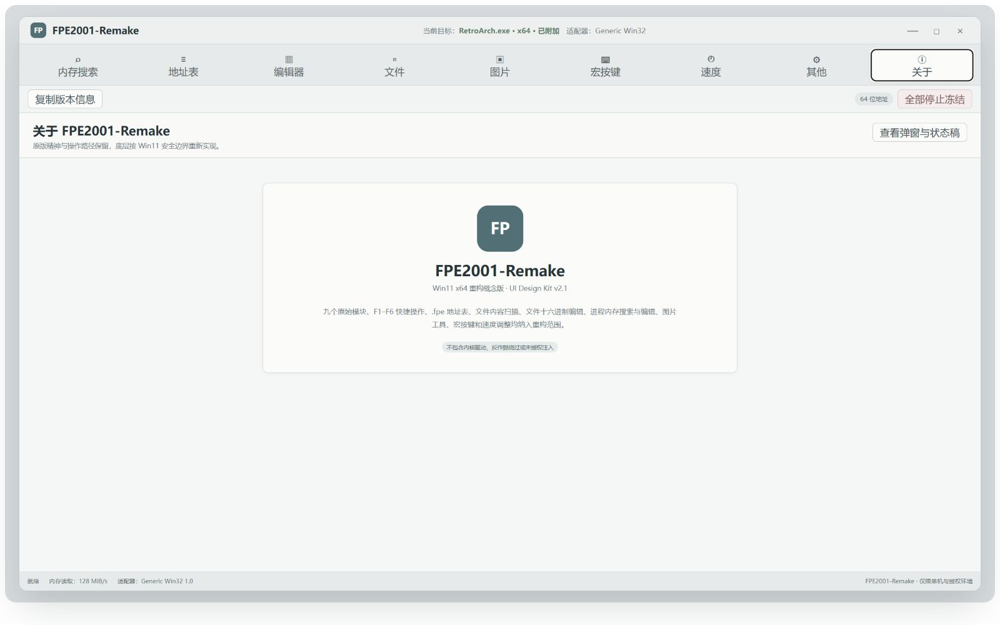 FP FPE2001-Remake 当前目标：RetroArch.exe • x64 • 已附加 适配器：Generic Win32
内存搜索 地址表 编辑器 文件 图片 宏按键 速度 其他 关于
复制版本信息 64 位地址 全部停止冻结
关于 FPE2001-Remake 查看弹窗与状态稿
原版精神与操作路径保留，底层按 Win11 安全边界重新实现。
FP
FPE2001-Remake
Win11 x64 重构概念版 · UI Design Kit v2.1
九个原始模块、F1–F6 快捷操作、.fpe 地址表、文件内容扫描、文件十六进制编辑、进程内存搜索与编辑、图片
工具、宏按键和速度调整均纳入重构范围。
不包含内核驱动、反作弊绕过或未授权注入
就绪 内存读取：128 MiB/s 适配器：Generic Win32 1.0 FPE2001-Remake · 仅限单机与授权环境